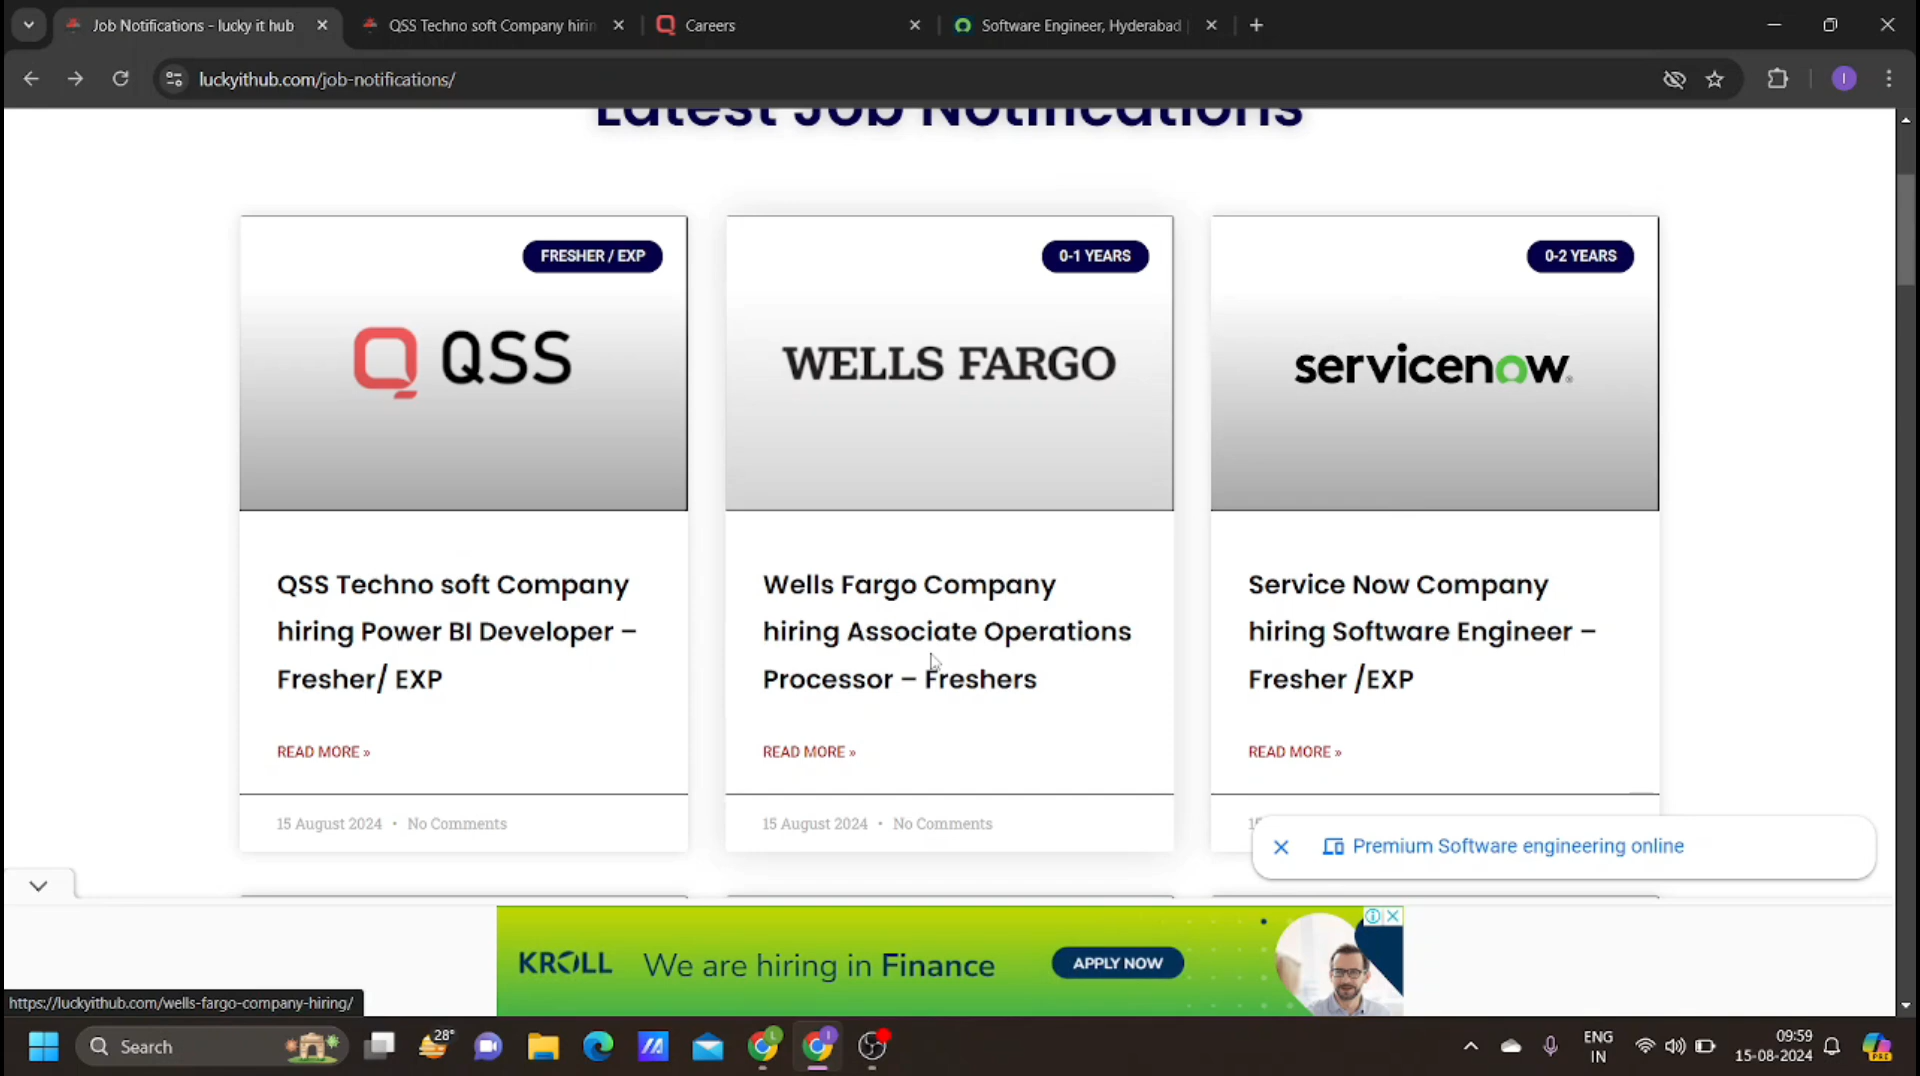 Job Notifications - lucky it hub
QSS Techno soft Company hirin
Careers
Software Engineer, Hyderabad
luckyithub.com/job-notifications/
I
Latest Job Notifications
FRESHER / EXP
0-1 YEARS
0-2 YEARS
QSS
WELLS FARGO
servicenow
QSS Techno soft Company
hiring Power BI Developer –
Fresher/ EXP
READ MORE »
15 August 2024 • No Comments
Wells Fargo Company
hiring Associate Operations
Processor – Freshers
READ MORE »
15 August 2024 • No Comments
Service Now Company
hiring Software Engineer –
Fresher /EXP
READ MORE »
Premium Software engineering online
KROLL We are hiring in Finance APPLY NOW
https://luckyithub.com/wells-fargo-company-hiring/
Search
28°
ENG
IN
09:59
15-08-2024